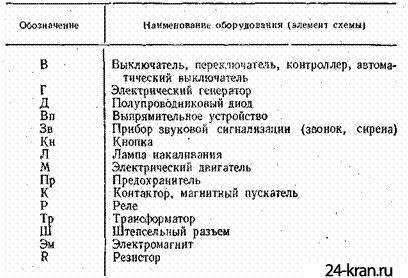 Обозначение Наименование оборудования (элемент схемы)
В Выключатель, переключатель, контроллер, автома-
тический выключатель
Г Электрический генератор
Д Полупроводниковый диод
Вп Выпрямительное устройство
Зв Прибор звуковой сигнализации (звонок, сирена)
Кн Кнопка
Л Лампа накаливания
М Электрический двигатель
Пр Предохранитель
К Контактор, магнитный пускатель
Р Реле
Тр Трансформатор
Ш Штепсельный разъем
Эм Электромагнит
R Резистор
24-kran.ru